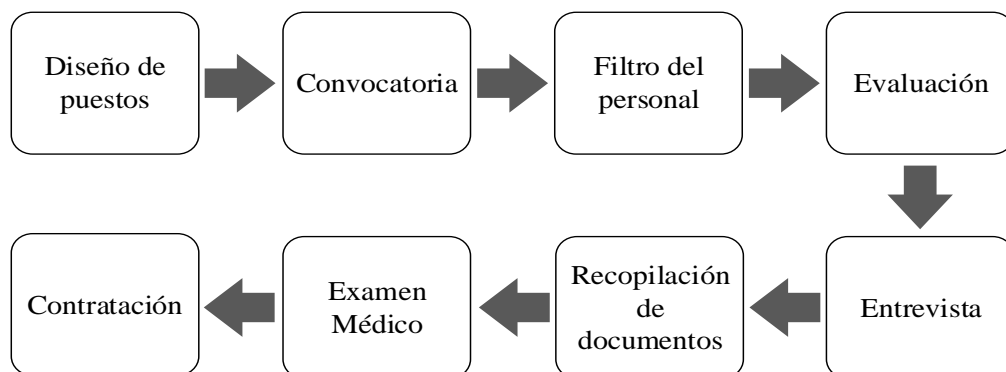 Diseño de
puestos
Convocatoria
Filtro del
personal
Evaluación
Entrevista
Recopilación
de
documentos
Examen
Médico
Contratación